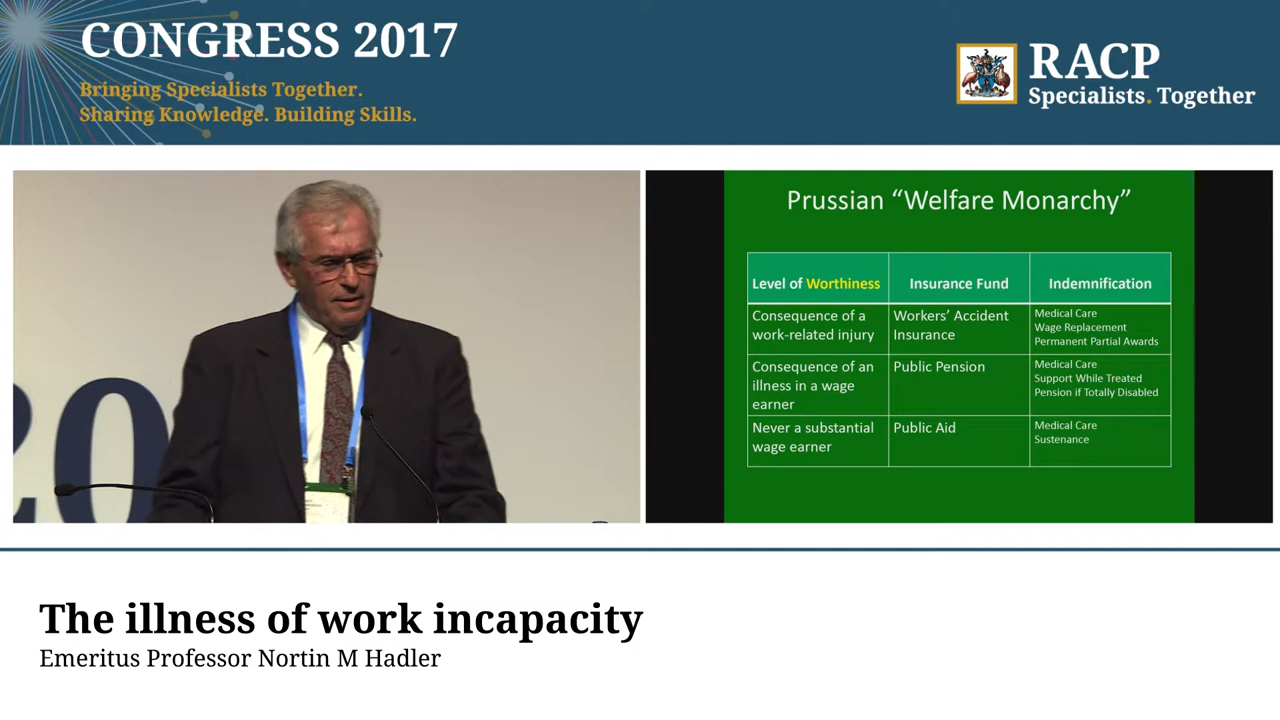 CONGRESS 2017
Bringing Specialists Together.
Sharing Knowledge. Building Skills.
RACP
Specialists. Together
20
Prussian “Welfare Monarchy”
Level of Worthiness
Insurance Fund
Indemnification
Consequence of a
work-related injury
Workers’ Accident
Insurance
Medical Care
Wage Replacement
Permanent Partial Awards
Consequence of an
illness in a wage
earner
Public Pension
Medical Care
Support While Treated
Pension if Totally Disabled
Never a substantial
wage earner
Public Aid
Medical Care
Sustenance
The illness of work incapacity
Emeritus Professor Nortin M Hadler